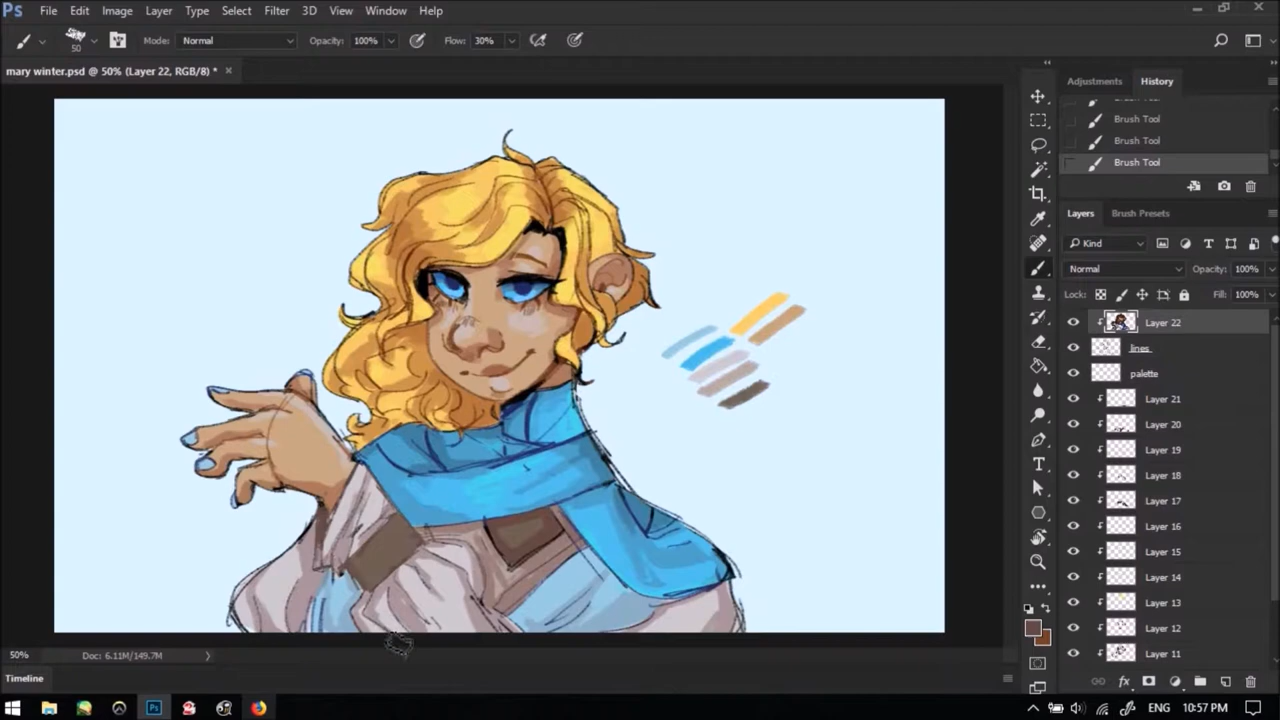 Ps File Edit Image Layer Type Select Filter 3D View Window Help
50 Mode: Normal Opacity: 100% Flow: 30%
mary winter.psd @ 50% (Layer 22, RGB/8) * ×
Adjustments History
Brush Tool
Brush Tool
Brush Tool
Layers Brush Presets
Kind
Normal Opacity: 100%
Lock: Fill: 100%
Layer 22
lines
palette
Layer 21
Layer 20
Layer 19
Layer 18
Layer 17
Layer 16
Layer 15
Layer 14
Layer 13
Layer 12
Layer 11
50% Doc: 6.11M/149.7M
Timeline
ENG 10:57 PM